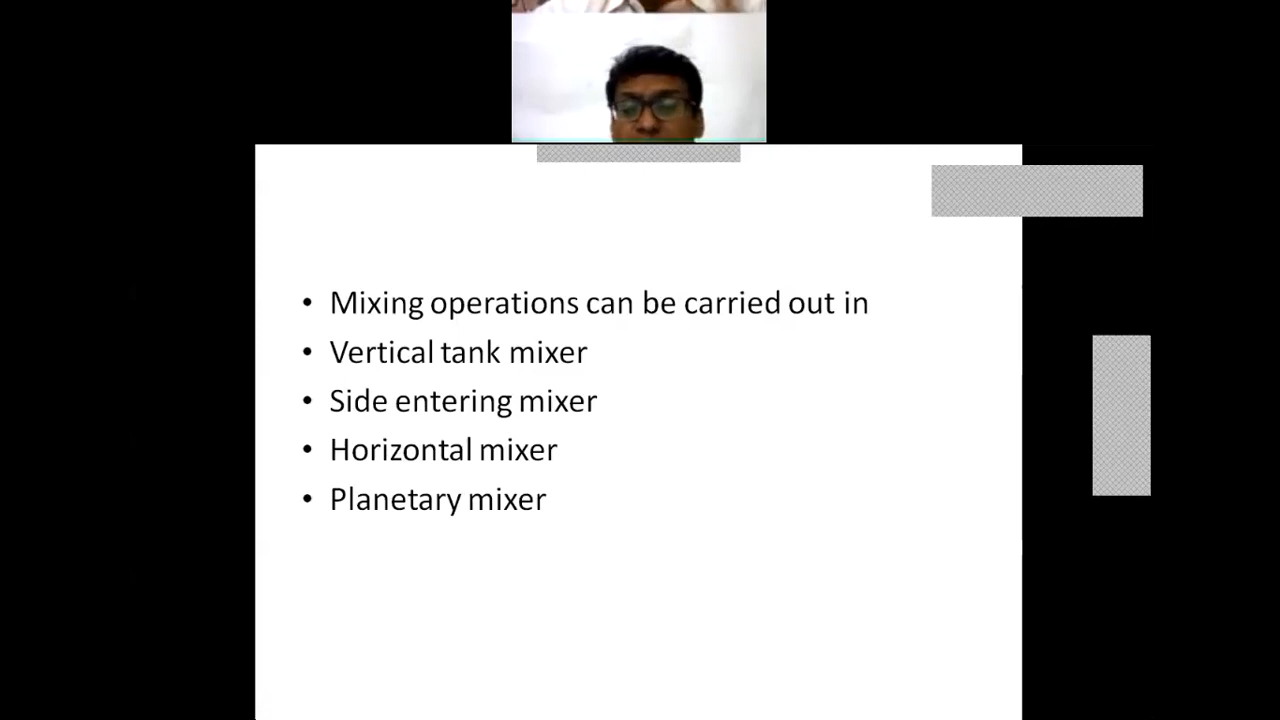 • Mixing operations can be carried out in
• Vertical tank mixer
• Side entering mixer
• Horizontal mixer
• Planetary mixer